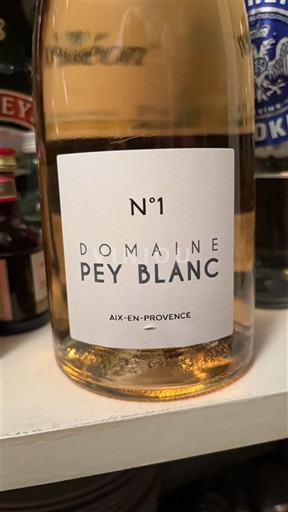 N°1
DOMAINE
PEY BLANC
AIX-EN-PROVENCE